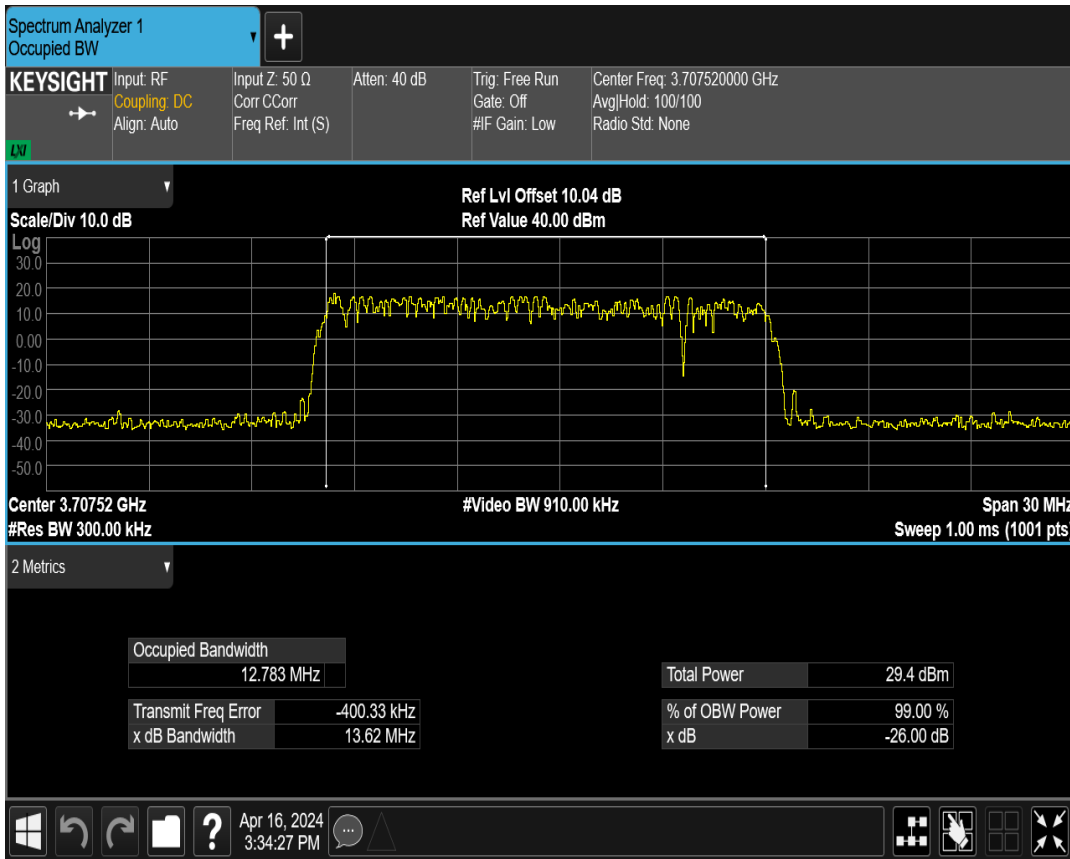 Spectrum Analyzer 1
Occupied BW
KEYSIGHT
LXI
Input: RF
Coupling: DC
Align: Auto
Input Z: 50 Ω
Corr CCorr
Freq Ref: Int (S)
Atten: 40 dB
Trig: Free Run
Gate: Off
#IF Gain: Low
Center Freq: 3.707520000 GHz
Avg|Hold: 100/100
Radio Std: None
1 Graph
Scale/Div 10.0 dB
Ref Lvl Offset 10.04 dB
Ref Value 40.00 dBm
Log
30.0
20.0
10.0
0.00
-10.0
-20.0
-30.0
-40.0
-50.0
Center 3.70752 GHz
#Video BW 910.00 kHz
Span 30 MHz
#Res BW 300.00 kHz
Sweep 1.00 ms (1001 pts)
2 Metrics
Occupied Bandwidth
12.783 MHz
Total Power 29.4 dBm
Transmit Freq Error -400.33 kHz
% of OBW Power 99.00 %
x dB Bandwidth 13.62 MHz
x dB -26.00 dB
?
Apr 16, 2024
3:34:27 PM